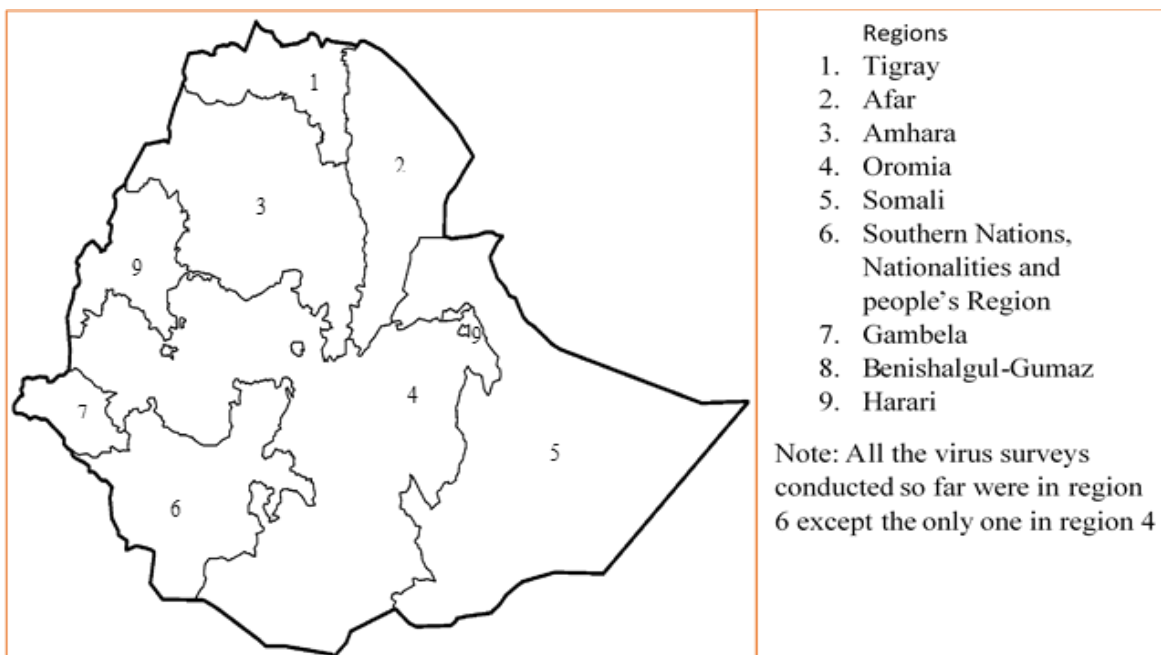 1
2
3
9
9
4
7
5
6
Regions
1. Tigray
2. Afar
3. Amhara
4. Oromia
5. Somali
6. Southern Nations,
Nationalities and
people's Region
7. Gambela
8. Benishalgul-Gumaz
9. Harari
Note: All the virus surveys
conducted so far were in region
6 except the only one in region 4